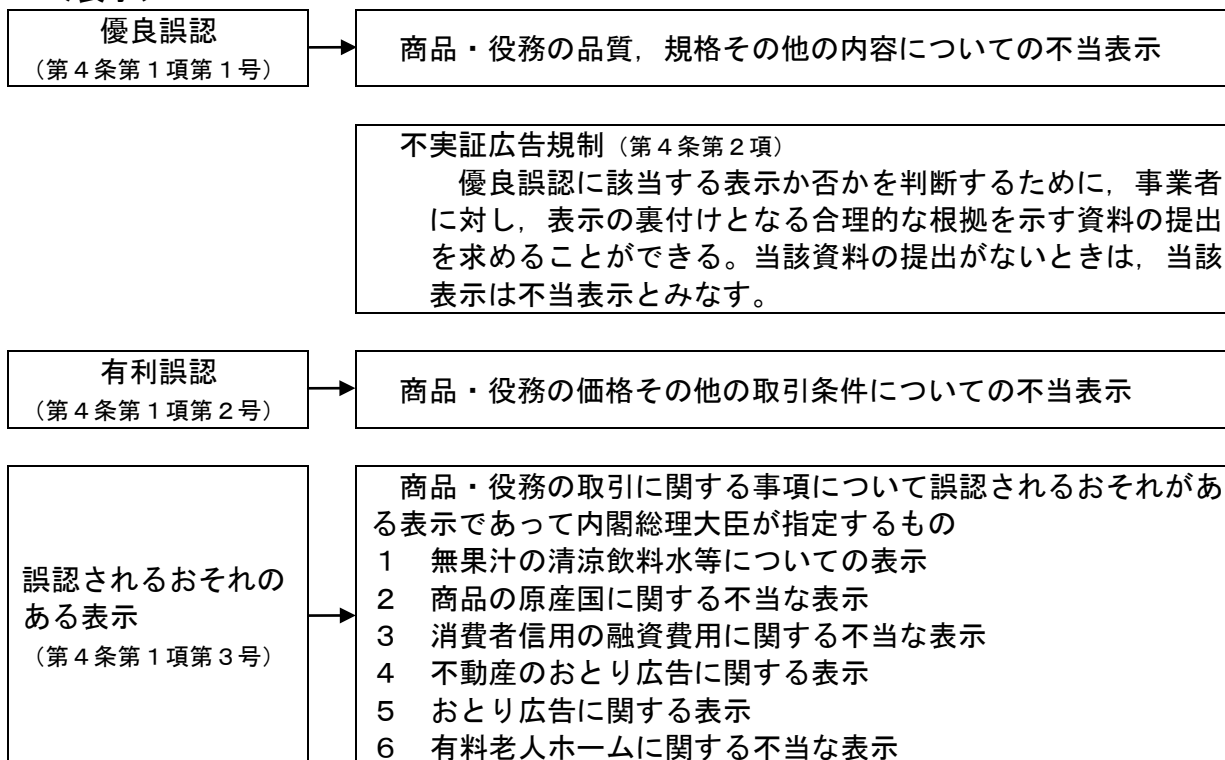 優良誤認
（第４条第１項第１号）
商品・役務の品質，規格その他の内容についての不当表示
不実証広告規制（第４条第２項）
優良誤認に該当する表示か否かを判断するために，事業者
に対し，表示の裏付けとなる合理的な根拠を示す資料の提出
を求めることができる。当該資料の提出がないときは，当該
表示は不当表示とみなす。
有利誤認
（第４条第１項第２号）
商品・役務の価格その他の取引条件についての不当表示
誤認されるおそれの
ある表示
（第４条第１項第３号）
商品・役務の取引に関する事項について誤認されるおそれがあ
る表示であって内閣総理大臣が指定するもの
１　無果汁の清涼飲料水等についての表示
２　商品の原産国に関する不当な表示
３　消費者信用の融資費用に関する不当な表示
４　不動産のおとり広告に関する表示
５　おとり広告に関する表示
６　有料老人ホームに関する不当な表示